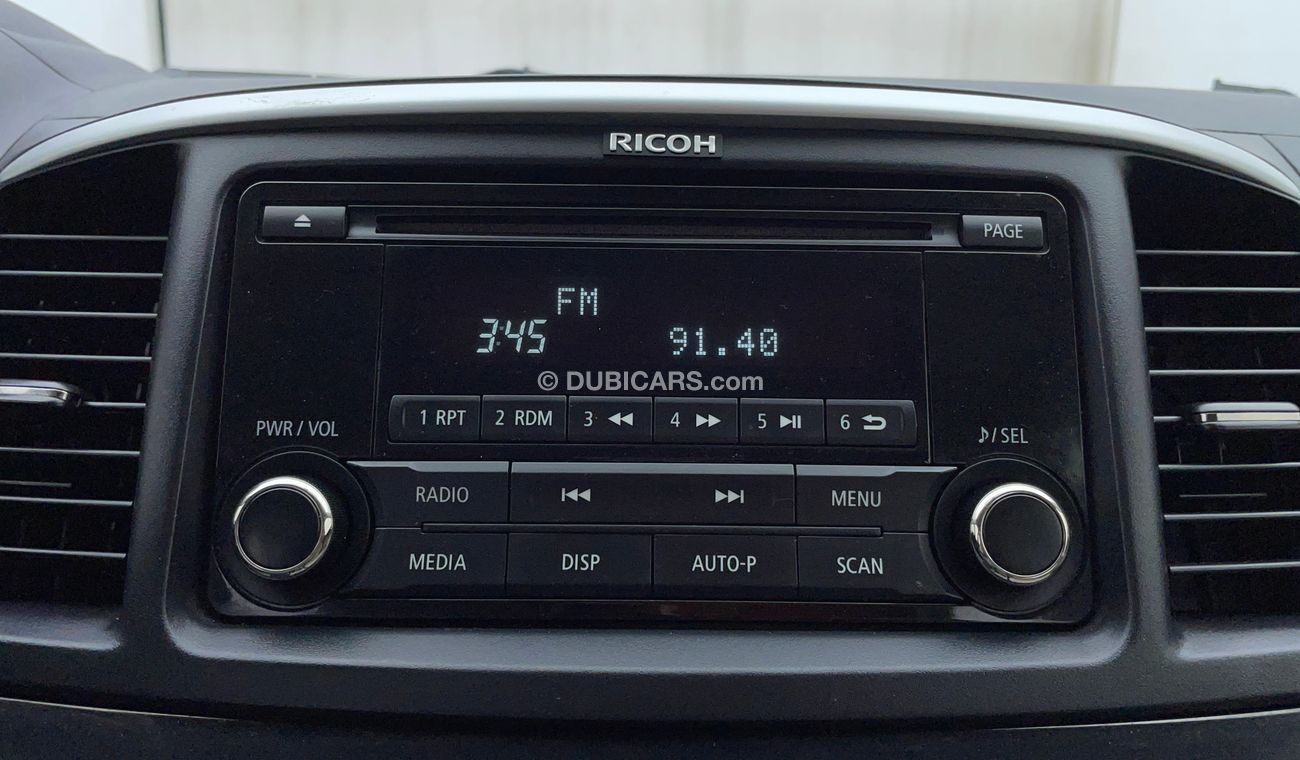 RICOH
PAGE
FM
3:45 91.40
© DUBICARS.com
1 RPT 2 RDM 3 4 5 6
PWR / VOL
/ SEL
RADIO MENU
MEDIA DISP AUTO-P SCAN